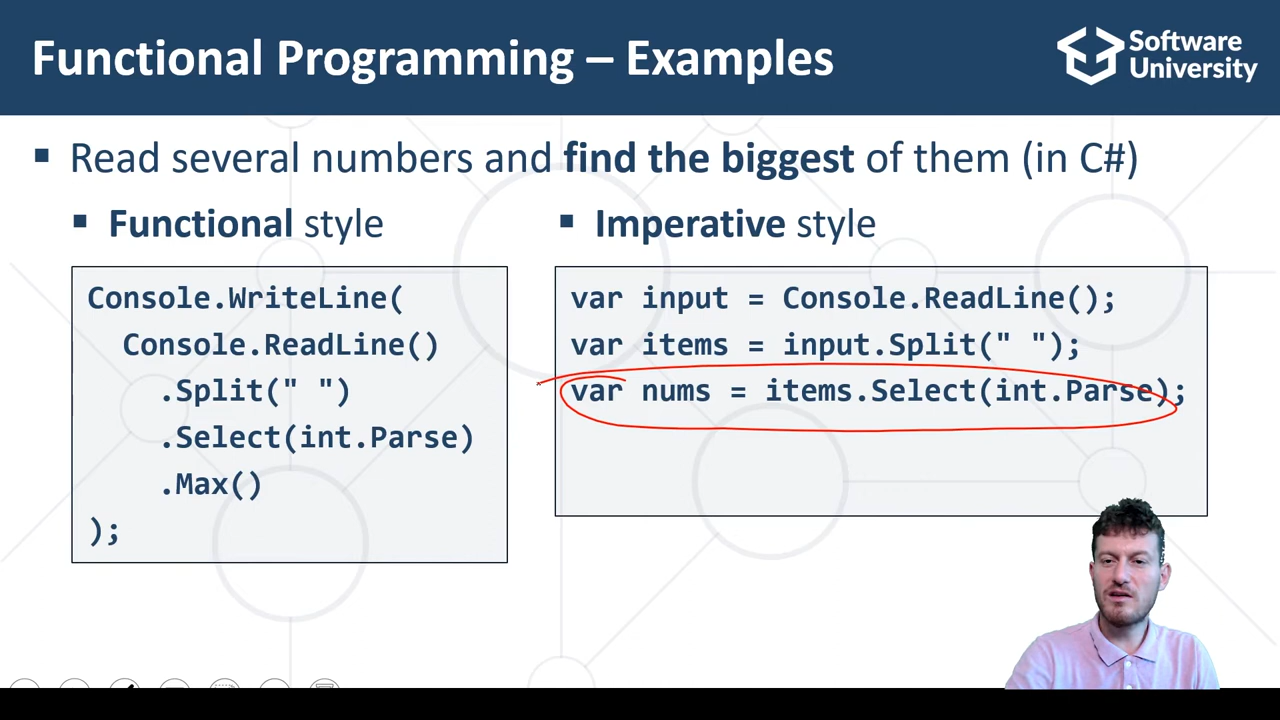 Functional Programming – Examples
Software
University
▪ Read several numbers and find the biggest of them (in C#)
▪ Functional style
Console.WriteLine(
Console.ReadLine()
.Split(" ")
.Select(int.Parse)
.Max()
);
▪ Imperative style
var input = Console.ReadLine();
var items = input.Split(" ");
var nums = items.Select(int.Parse);